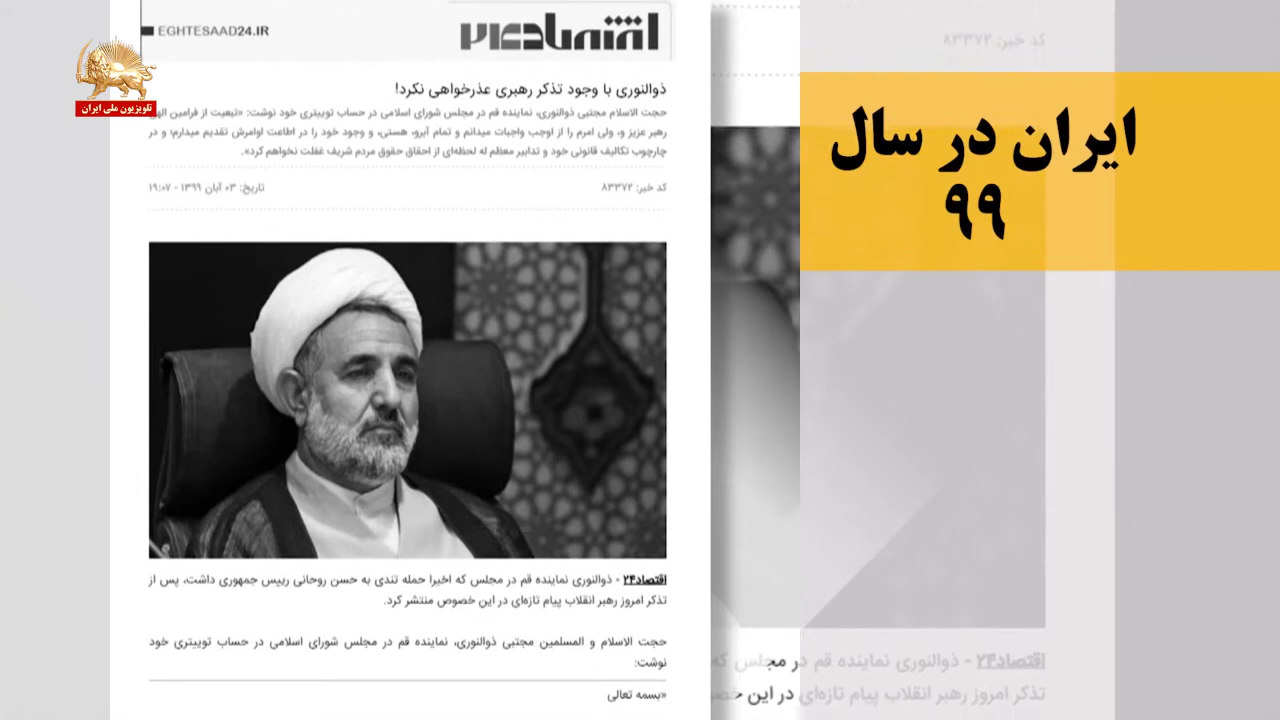 EGHTESAAD24.IR
اقتصاد۲۴
تلویزیون ملی ایران
ذوالنوری با وجود تذکر رهبری عذرخواهی نکرد!
حجت الاسلام مجتبی ذوالنوری، نماینده قم در مجلس شورای اسلامی در حساب توییتری خود نوشت: «تبعیت از فرامین الهی
رهبر عزیز و، ولی امرم را از اوجب واجبات میدانم و تمام آبرو، هستی، و وجود خود را در اطاعت اوامرش تقدیم میدارم؛ و در
چارچوب تکالیف قانونی خود و تدابیر معظم له لحظه‌ای از احقاق حقوق مردم شریف غفلت نخواهم کرد».
کد خبر: ۸۳۳۷۲
تاریخ: ۰۳ آبان ۱۳۹۹ - ۱۹:۰۷
اقتصاد۲۴ - ذوالنوری نماینده قم در مجلس که اخیرا حمله تندی به حسن روحانی رییس جمهوری داشت، پس از
تذکر امروز رهبر انقلاب پیام تازه‌ای در این خصوص منتشر کرد.
حجت الاسلام و المسلمین مجتبی ذوالنوری، نماینده قم در مجلس شورای اسلامی در حساب توییتری خود
نوشت:
«بسمه تعالی
کد خبر: ۸۳۳۷۲
ایران در سال
۹۹
اقتصاد۲۴ - ذوالنوری نماینده قم در مجلس که
تذکر امروز رهبر انقلاب پیام تازه‌ای در این